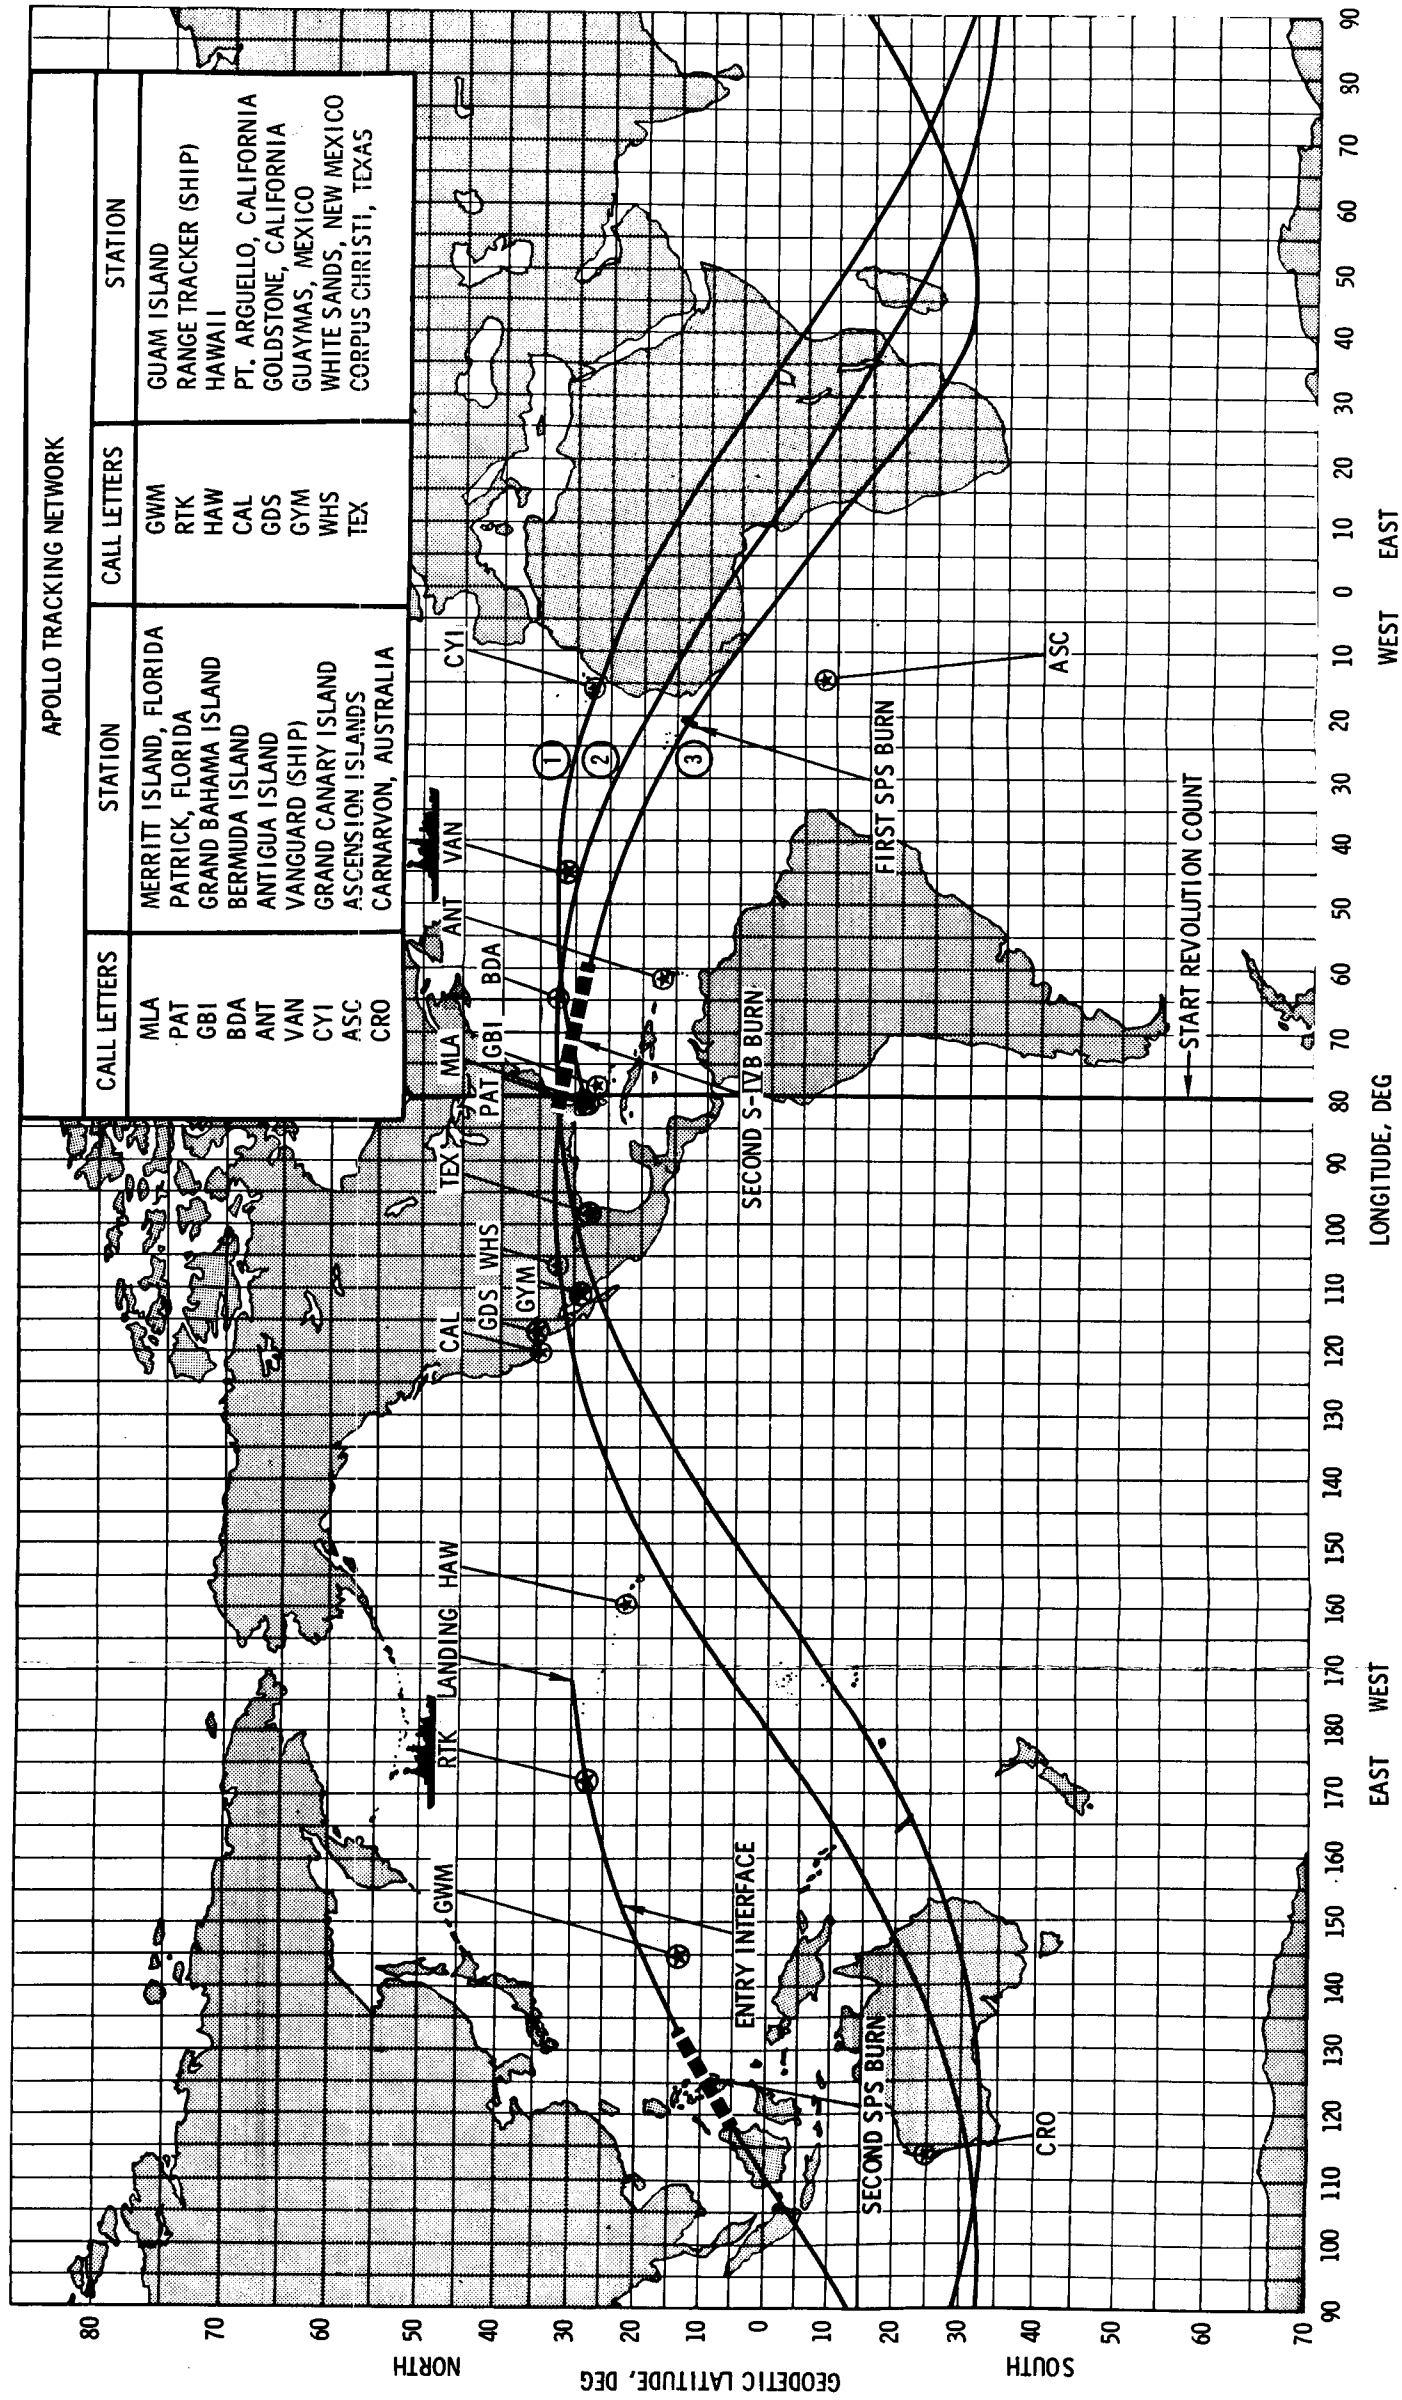 APOLLO TRACKING NETWORK
CALL LETTERS STATION CALL LETTERS STATION
MLA MERRITT ISLAND, FLORIDA GWM GUAM ISLAND
PAT PATRICK, FLORIDA RTK RANGE TRACKER (SHIP)
GBI GRAND BAHAMA ISLAND HAW HAWAII
BDA BERMUDA ISLAND CAL PT. ARGUELLO, CALIFORNIA
ANT ANTIGUA ISLAND GDS GOLDSTONE, CALIFORNIA
VAN VANGUARD (SHIP) GYM GUAYMAS, MEXICO
CYI GRAND CANARY ISLAND WHS WHITE SANDS, NEW MEXICO
ASC ASCENSION ISLANDS TEX CORPUS CHRISTI, TEXAS
CRO CARNARVON, AUSTRALIA
GWM
RTK
LANDING
HAW
CAL
GDS
WHS
GYM
TEX
MLA
PAT
GBI
BDA
ANT
VAN
CYI
1
2
3
ENTRY INTERFACE
SECOND SPS BURN
CRO
SECOND S-IVB BURN
FIRST SPS BURN
ASC
START REVOLUTION COUNT
GEODETIC LATITUDE, DEG
NORTH
SOUTH
80
70
60
50
40
30
20
10
0
10
20
30
40
50
60
70
90 100 110 120 130 140 150 160 170 180 170 160 150 140 130 120 110 100 90 80 70 60 50 40 30 20 10 0 10 20 30 40 50 60 70 80 90
EAST WEST
LONGITUDE, DEG
WEST EAST